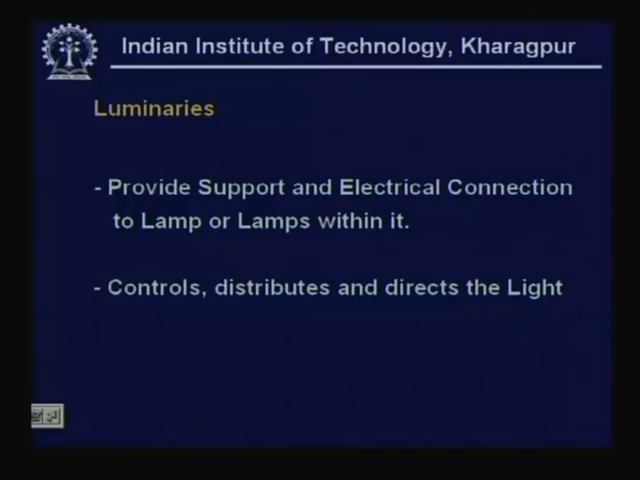 Indian Institute of Technology, Kharagpur
Luminaries
- Provide Support and Electrical Connection
to Lamp or Lamps within it.
- Controls, distributes and directs the Light